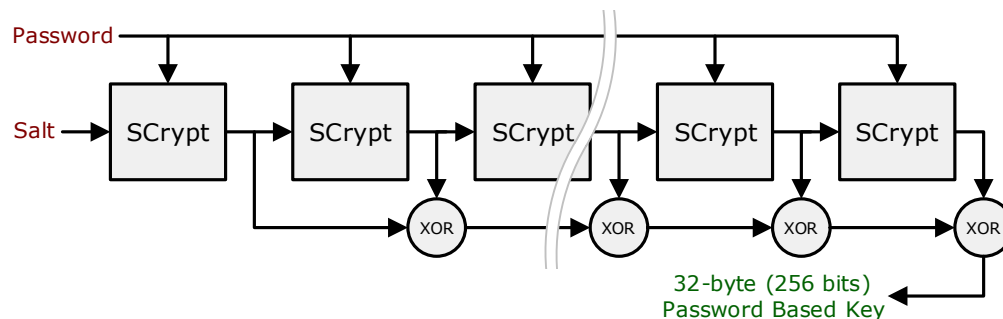 Password
Salt
SCrypt
SCrypt
SCrypt
SCrypt
SCrypt
XOR
XOR
XOR
XOR
32-byte (256 bits)
Password Based Key